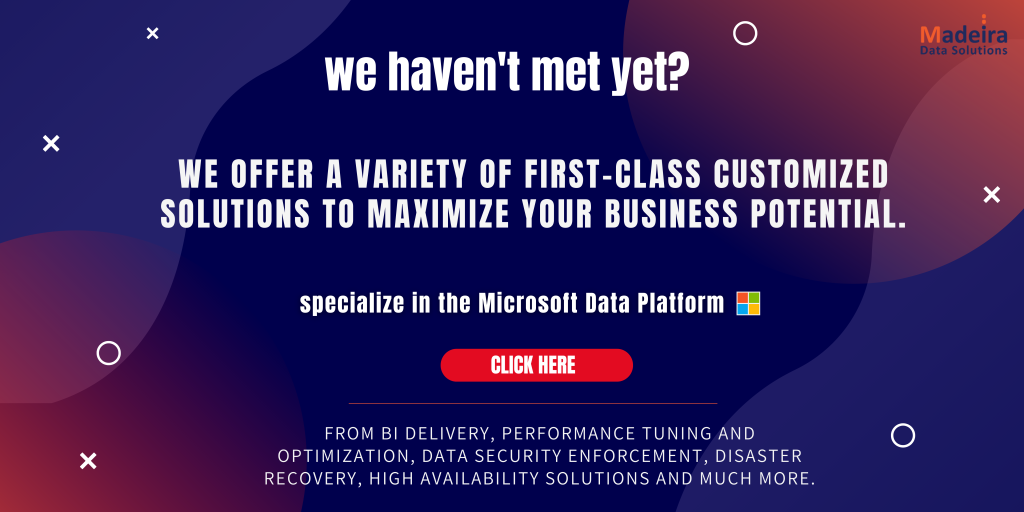 Madeira
Data Solutions
we haven't met yet?
WE OFFER A VARIETY OF FIRST-CLASS CUSTOMIZED
SOLUTIONS TO MAXIMIZE YOUR BUSINESS POTENTIAL.
specialize in the Microsoft Data Platform
CLICK HERE
FROM BI DELIVERY, PERFORMANCE TUNING AND
OPTIMIZATION, DATA SECURITY ENFORCEMENT, DISASTER
RECOVERY, HIGH AVAILABILITY SOLUTIONS AND MUCH MORE.